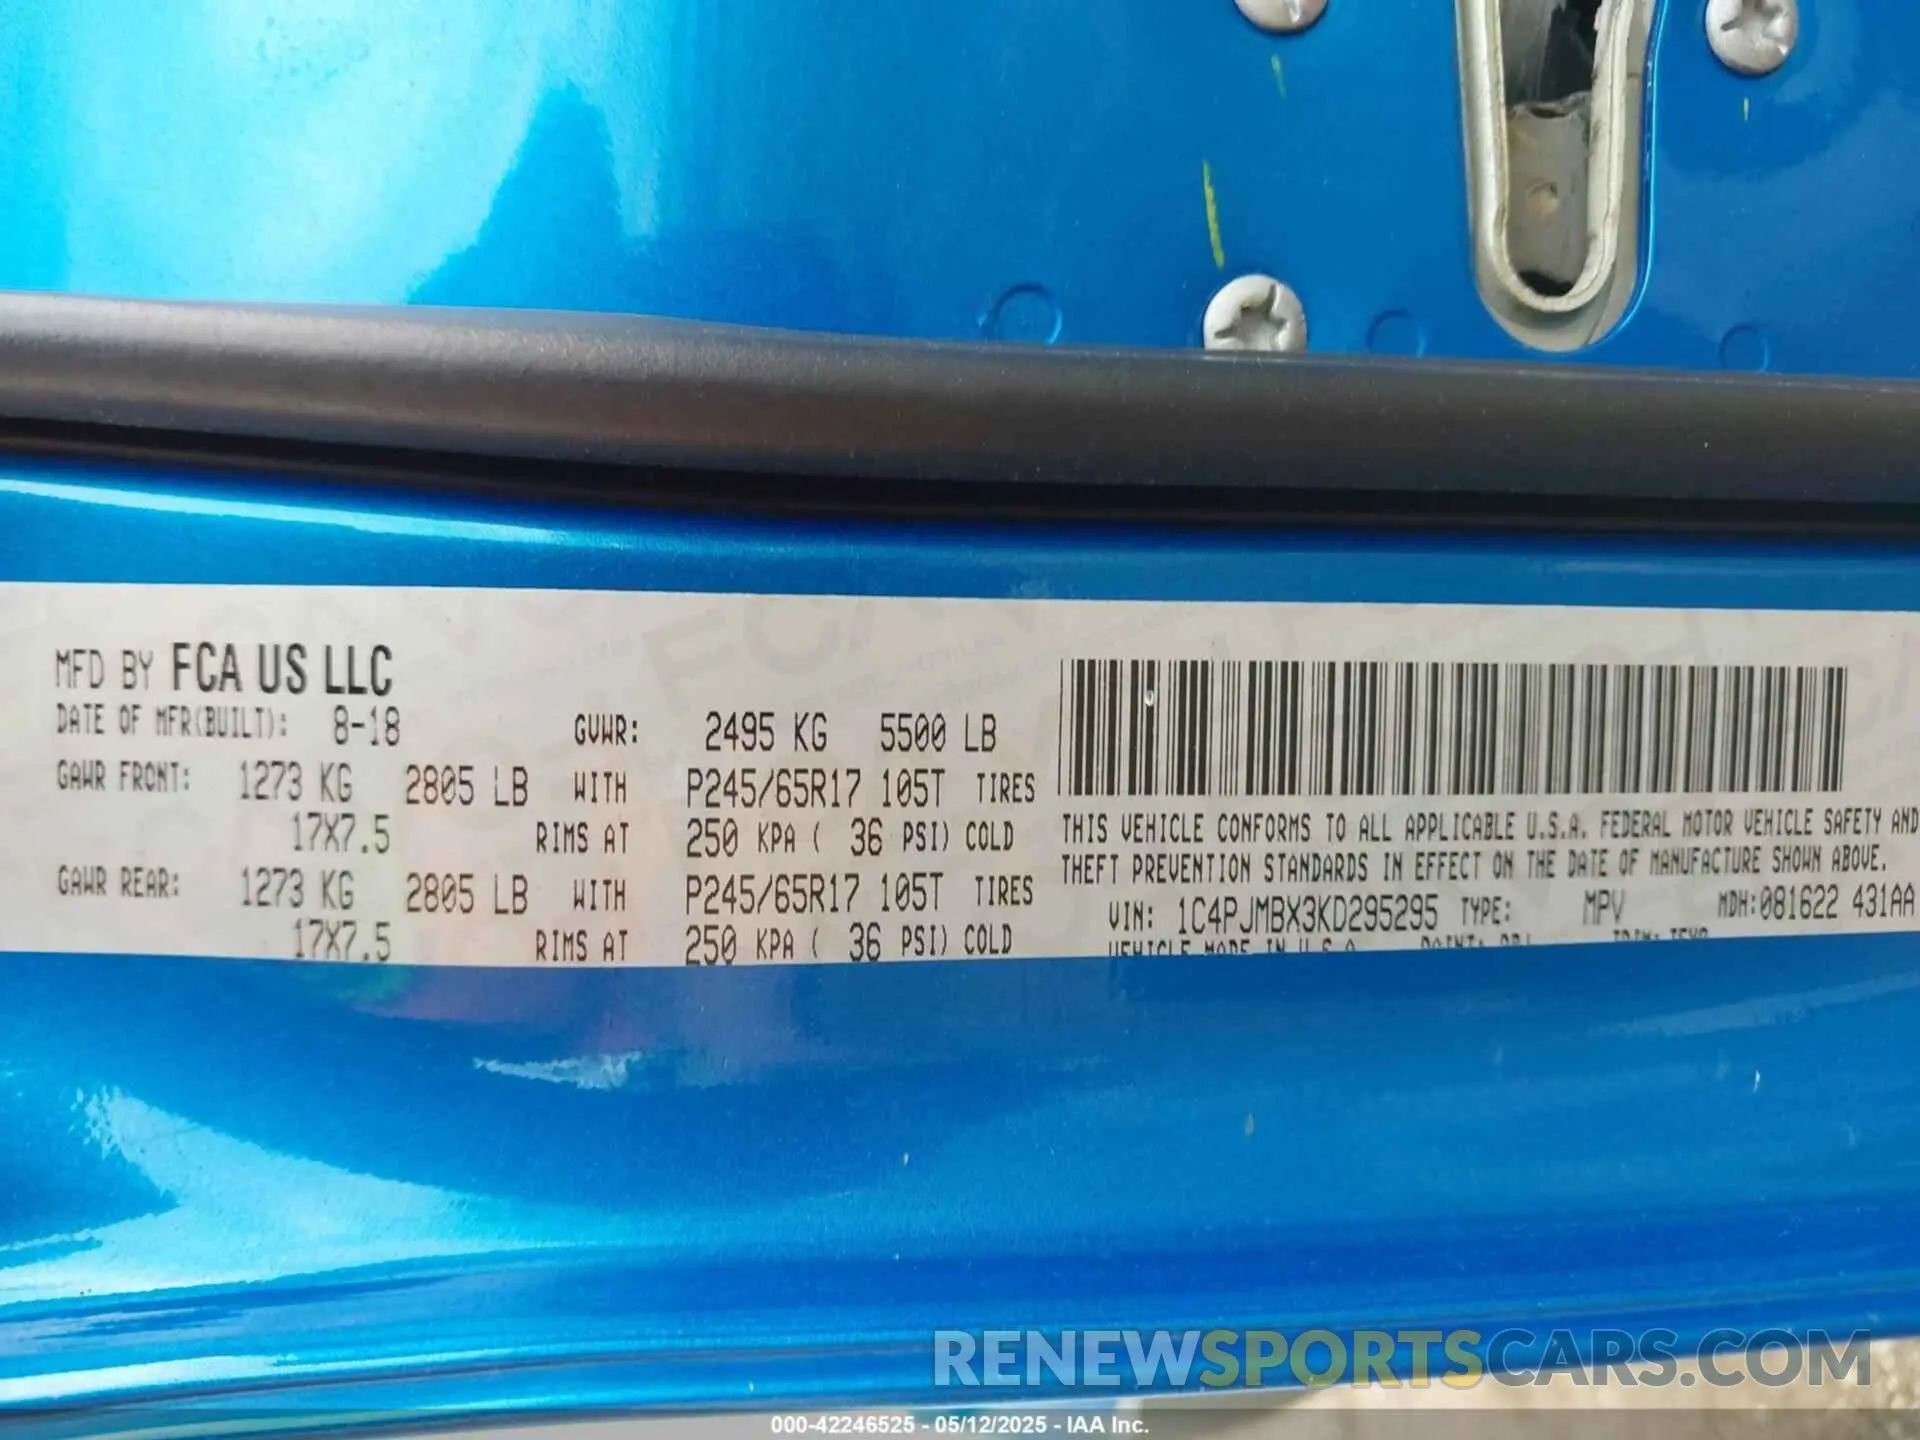 MFD BY FCA US LLC
DATE OF MFR(BUILT): 8-18 GVWR: 2495 KG 5500 LB
GAWR FRONT: 1273 KG 2805 LB WITH P245/65R17 105T TIRES
17X7.5 RIMS AT 250 KPA ( 36 PSI) COLD
GAWR REAR: 1273 KG 2805 LB WITH P245/65R17 105T TIRES
17X7.5 RIMS AT 250 KPA ( 36 PSI) COLD
THIS VEHICLE CONFORMS TO ALL APPLICABLE U.S.A. FEDERAL MOTOR VEHICLE SAFETY AND
THEFT PREVENTION STANDARDS IN EFFECT ON THE DATE OF MANUFACTURE SHOWN ABOVE.
VIN: 1C4PJMBX3KD295295 TYPE: MPV MDH:081622 431AA
VEHICLE MADE IN U.S.A.
RENEWSPORTSCARS.COM
000-42246525 - 05/12/2025 - IAA Inc.